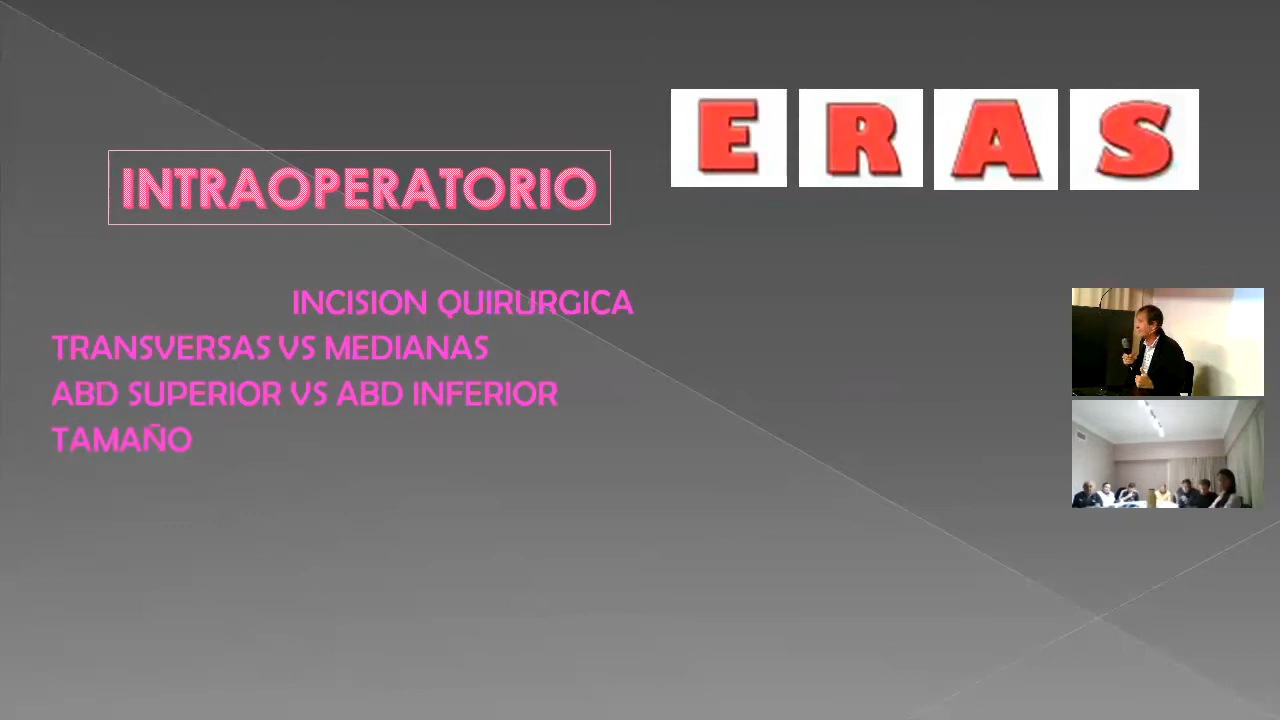 ERAS
INTRAOPERATORIO
INCISION QUIRURGICA
TRANSVERSAS VS MEDIANAS
ABD SUPERIOR VS ABD INFERIOR
TAMAÑO